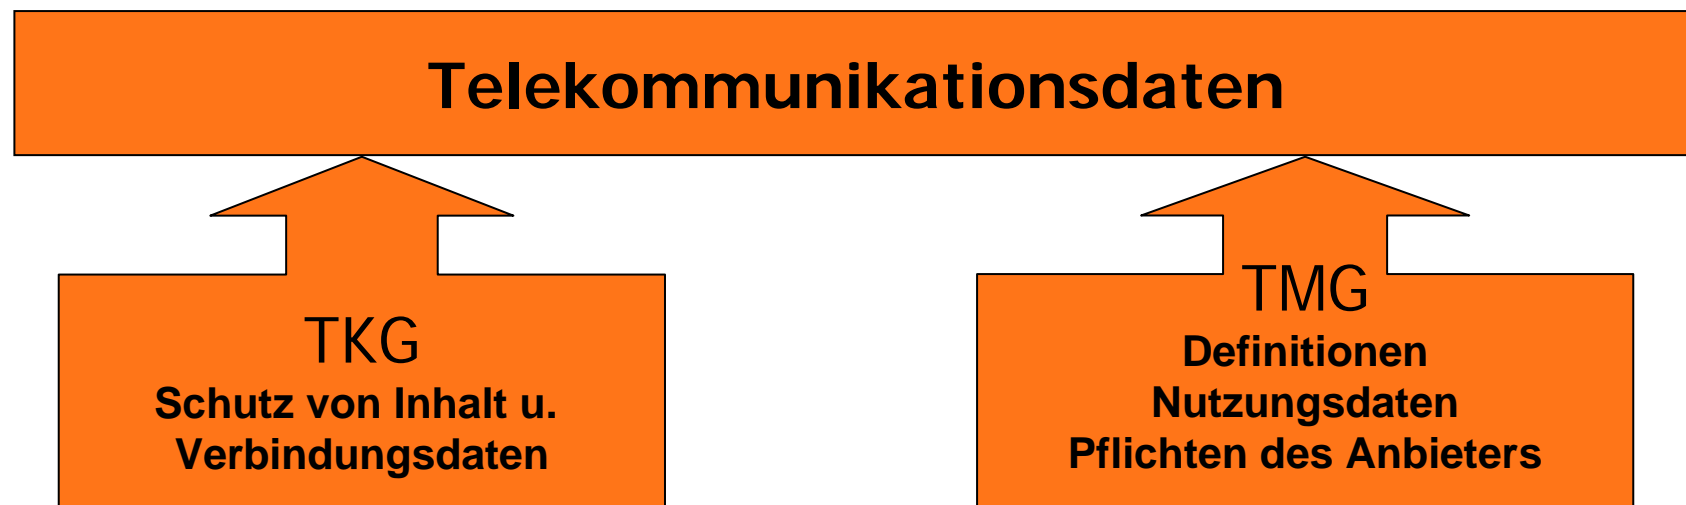 Telekommunikationsdaten
TKG
Schutz von Inhalt u.
Verbindungsdaten
TMG
Definitionen
Nutzungsdaten
Pflichten des Anbieters